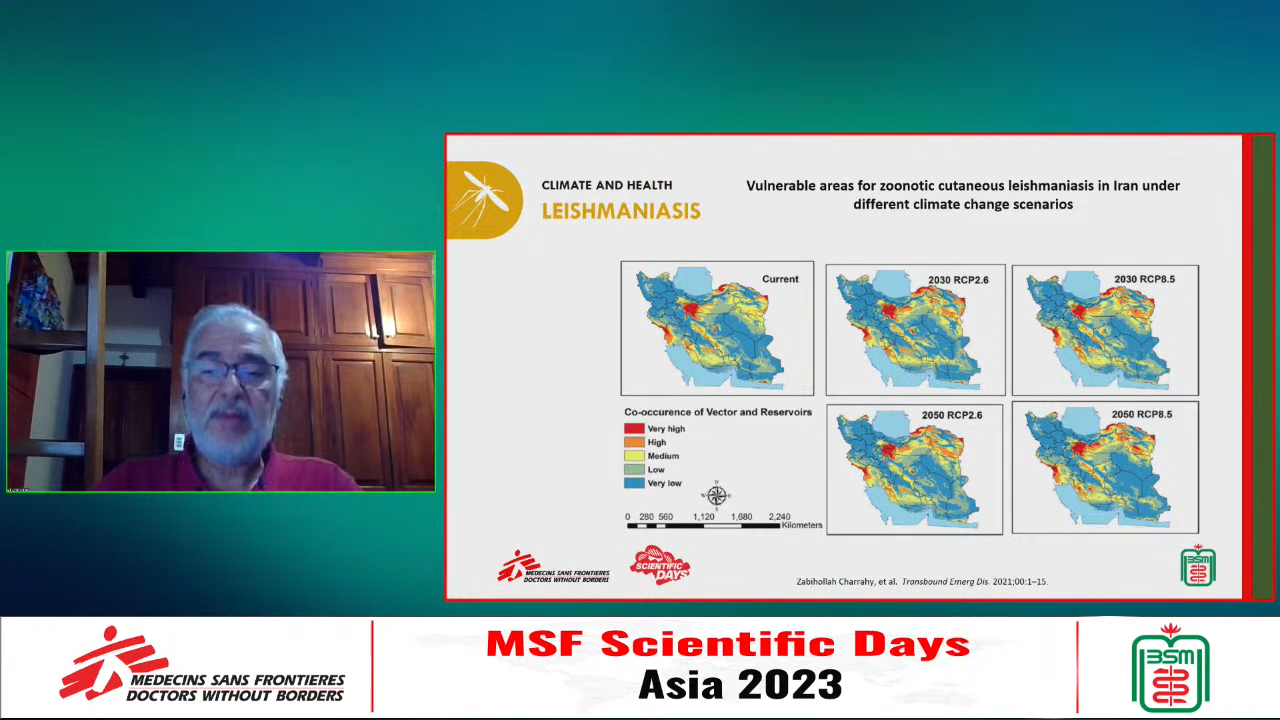 CLIMATE AND HEALTH
LEISHMANIASIS
Vulnerable areas for zoonotic cutaneous leishmaniasis in Iran under
different climate change scenarios
Current
2030 RCP2.6
2030 RCP8.5
Co-occurence of Vector and Reservoirs
Very high
High
Medium
Low
Very low
2050 RCP2.6
2050 RCP8.5
N
W E
S
0 280 560 1,120 1,680 2,240
Kilometers
MEDECINS SANS FRONTIERES
DOCTORS WITHOUT BORDERS
SCIENTIFIC
DAYS
Zabihollah Charrahy, et al. Transbound Emerg Dis. 2021;00:1–15.
BSM
MEDECINS SANS FRONTIERES
DOCTORS WITHOUT BORDERS
MSF Scientific Days
Asia 2023
BSM